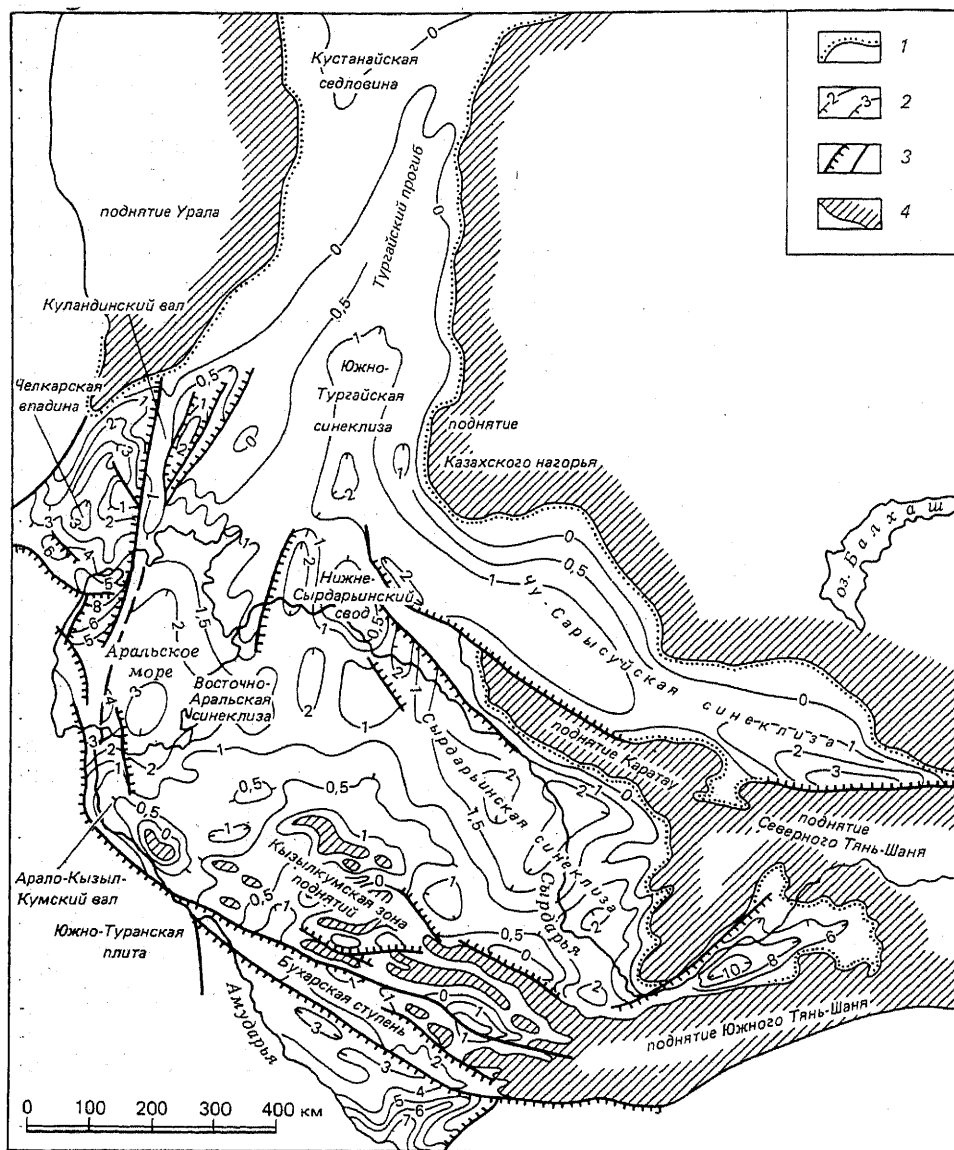 Кустанайская
седловина
1
2
3
4
2
3
поднятие Урала
Тургайский прогиб
Куландинский вал
Челкарская
впадина
Южно-
Тургайская
синеклиза
поднятие
Казахского нагорья
оз. Балхаш
Нижне-
Сырдарьинский
свод
Чу-Сарысуйская
синеклиза
Аральское
море
Восточно-
Аральская
синеклиза
Сырдарьинская синеклиза
поднятие Каратау
поднятие
Северного Тянь-Шаня
Арало-Кызыл-
Кумский вал
Кызылкумская зона
поднятий
Сырдарья
Южно-Туранская
плита
Бухарская ступень
Амударья
поднятие Южного Тянь-Шаня
0 100 200 300 400 км